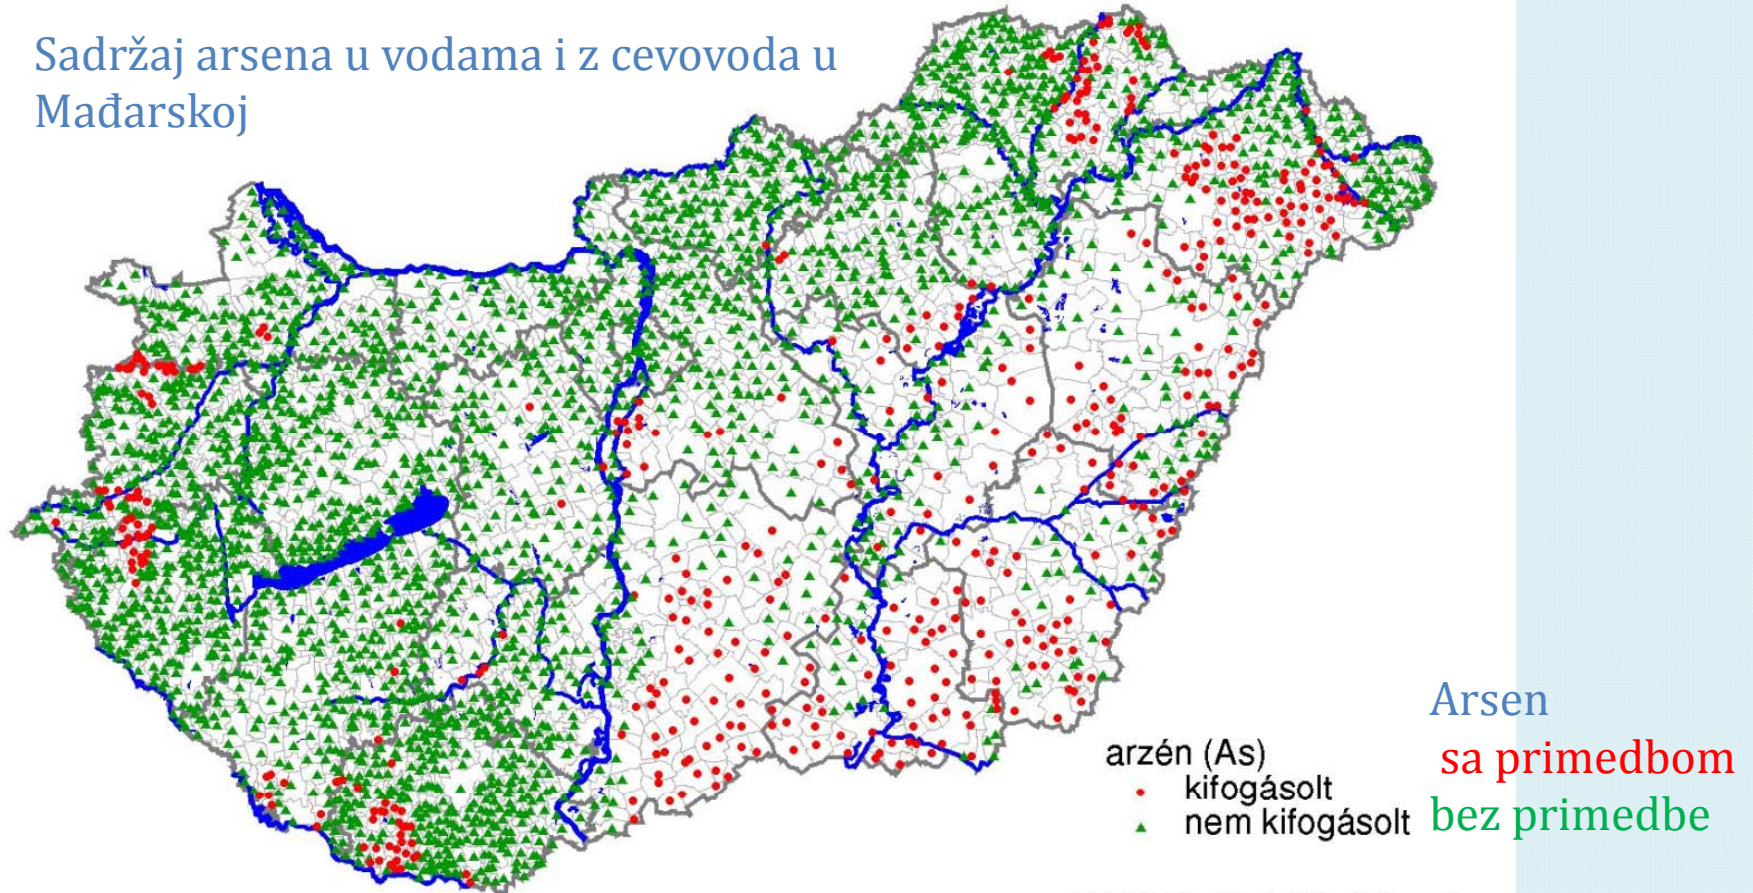 Sadržaj arsena u vodama i z cevovoda u
Mađarskoj
arzén (As)
kifogásolt
nem kifogásolt
Arsen
sa primedbom
bez primedbe